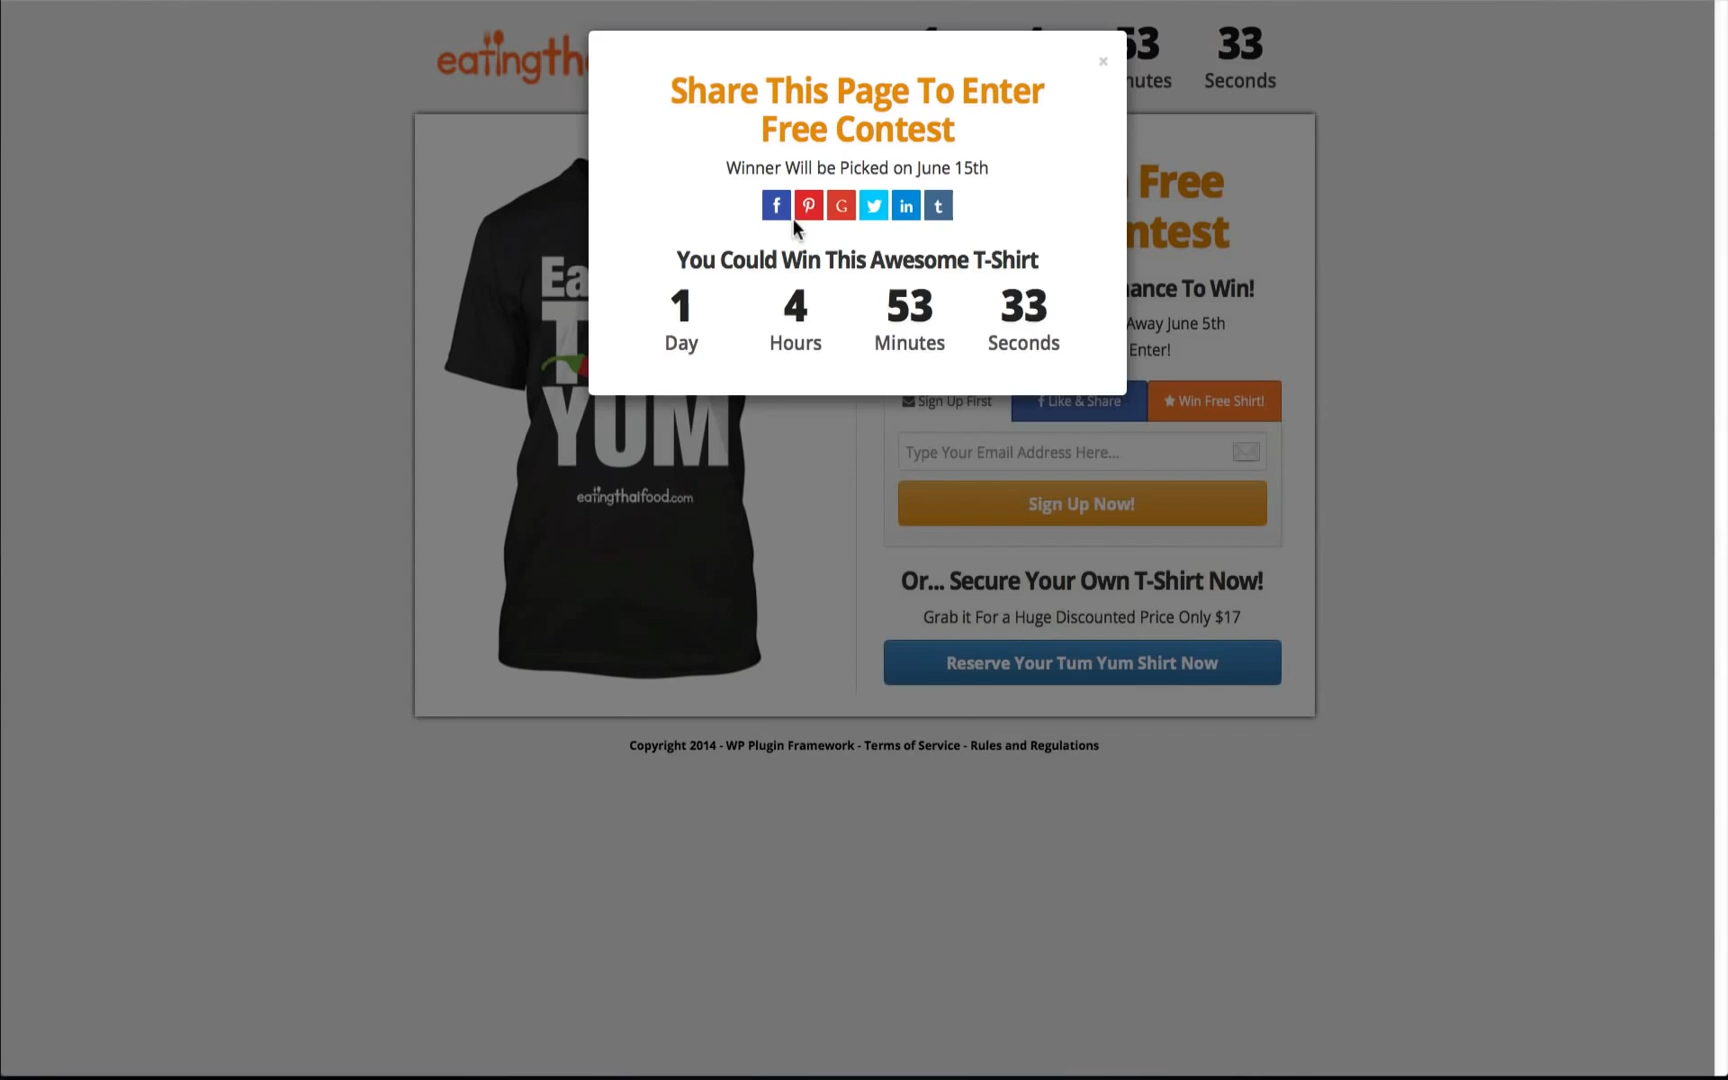 eatingth
53
33
nutes
Seconds
×
Share This Page To Enter
Free Contest
Winner Will be Picked on June 15th
f
G
in
t
You Could Win This Awesome T-Shirt
1
4
53
33
Day
Hours
Minutes
Seconds
Free
ntest
ance To Win!
Away June 5th
Enter!
Ea
T
YUM
eatingthaifood.com
Sign Up First
f Like & Share
Win Free Shirt!
Type Your Email Address Here...
Sign Up Now!
Or... Secure Your Own T-Shirt Now!
Grab it For a Huge Discounted Price Only $17
Reserve Your Tum Yum Shirt Now
Copyright 2014 - WP Plugin Framework - Terms of Service - Rules and Regulations